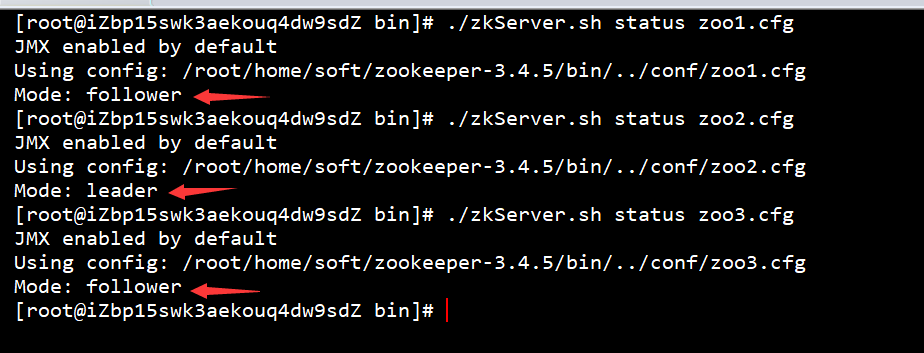 [root@iZbp15swk3aekouq4dw9sdZ bin]# ./zkServer.sh status zoo1.cfg
JMX enabled by default
Using config: /root/home/soft/zookeeper-3.4.5/bin/../conf/zoo1.cfg
Mode: follower
[root@iZbp15swk3aekouq4dw9sdZ bin]# ./zkServer.sh status zoo2.cfg
JMX enabled by default
Using config: /root/home/soft/zookeeper-3.4.5/bin/../conf/zoo2.cfg
Mode: leader
[root@iZbp15swk3aekouq4dw9sdZ bin]# ./zkServer.sh status zoo3.cfg
JMX enabled by default
Using config: /root/home/soft/zookeeper-3.4.5/bin/../conf/zoo3.cfg
Mode: follower
[root@iZbp15swk3aekouq4dw9sdZ bin]#